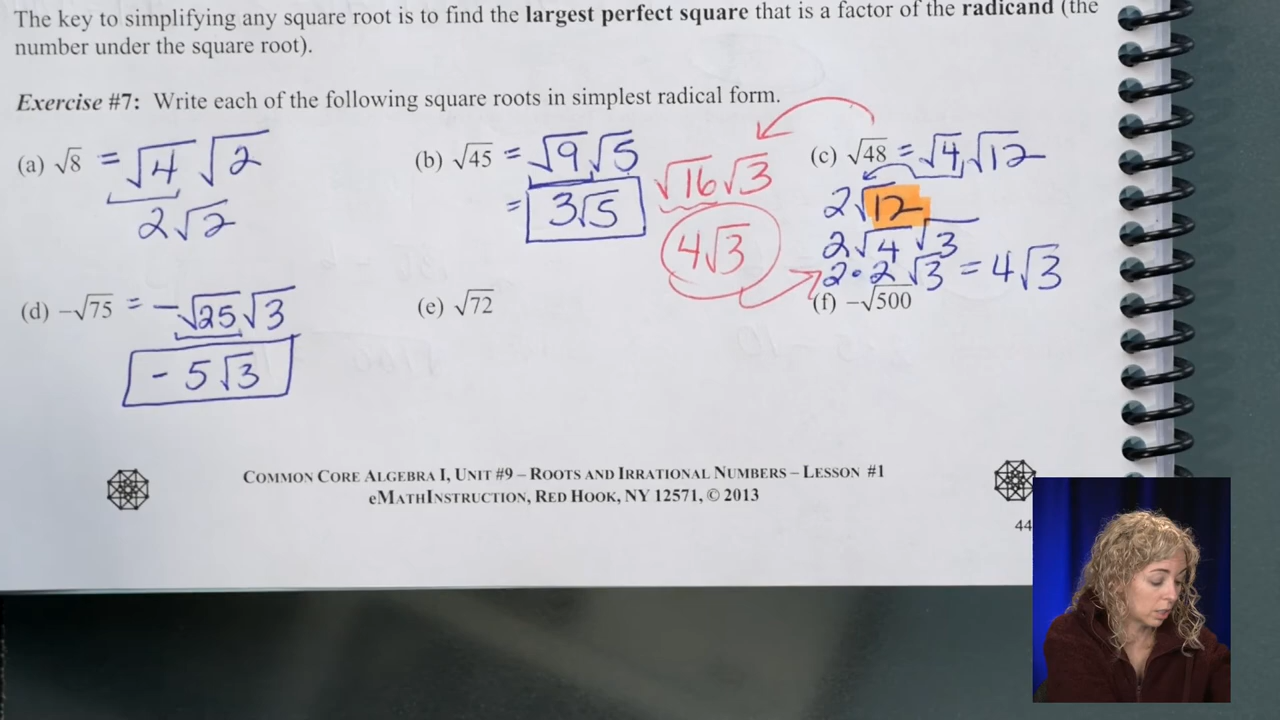 The key to simplifying any square root is to find the largest perfect square that is a factor of the radicand (the
number under the square root).
Exercise #7: Write each of the following square roots in simplest radical form.
(a) √8 = √4 √2
2√2
(b) √45 = √9 √5
= 3√5
√16 √3
4√3
(c) √48 = √4 √12
2√12
2√4 √3
2·2 √3 = 4√3
(d) −√75 = −√25 √3
- 5√3
(e) √72
(f) −√500
COMMON CORE ALGEBRA I, UNIT #9 – ROOTS AND IRRATIONAL NUMBERS – LESSON #1
eMATHINSTRUCTION, RED HOOK, NY 12571, © 2013
44